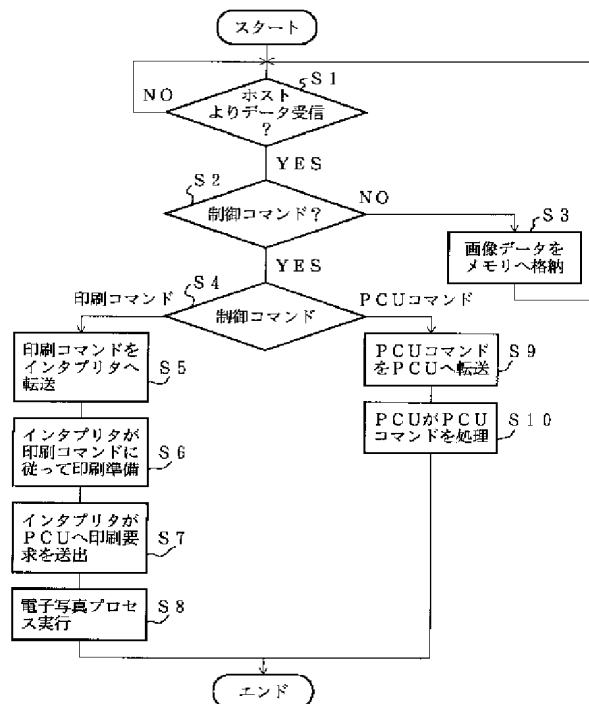 スタート
S1
NO
ホスト
よりデータ受信
?
YES
S2
制御コマンド?
NO
S3
画像データを
メモリへ格納
YES
印刷コマンド
S4
PCUコマンド
制御コマンド
印刷コマンドを
インタプリタへ
転送
S5
PCUコマンド
をPCUへ転送
S9
インタプリタが
印刷コマンドに
従って印刷準備
S6
PCUがPCU
コマンドを処理
S10
インタプリタが
PCUへ印刷要
求を送出
S7
電子写真プロセ
ス実行
S8
エンド